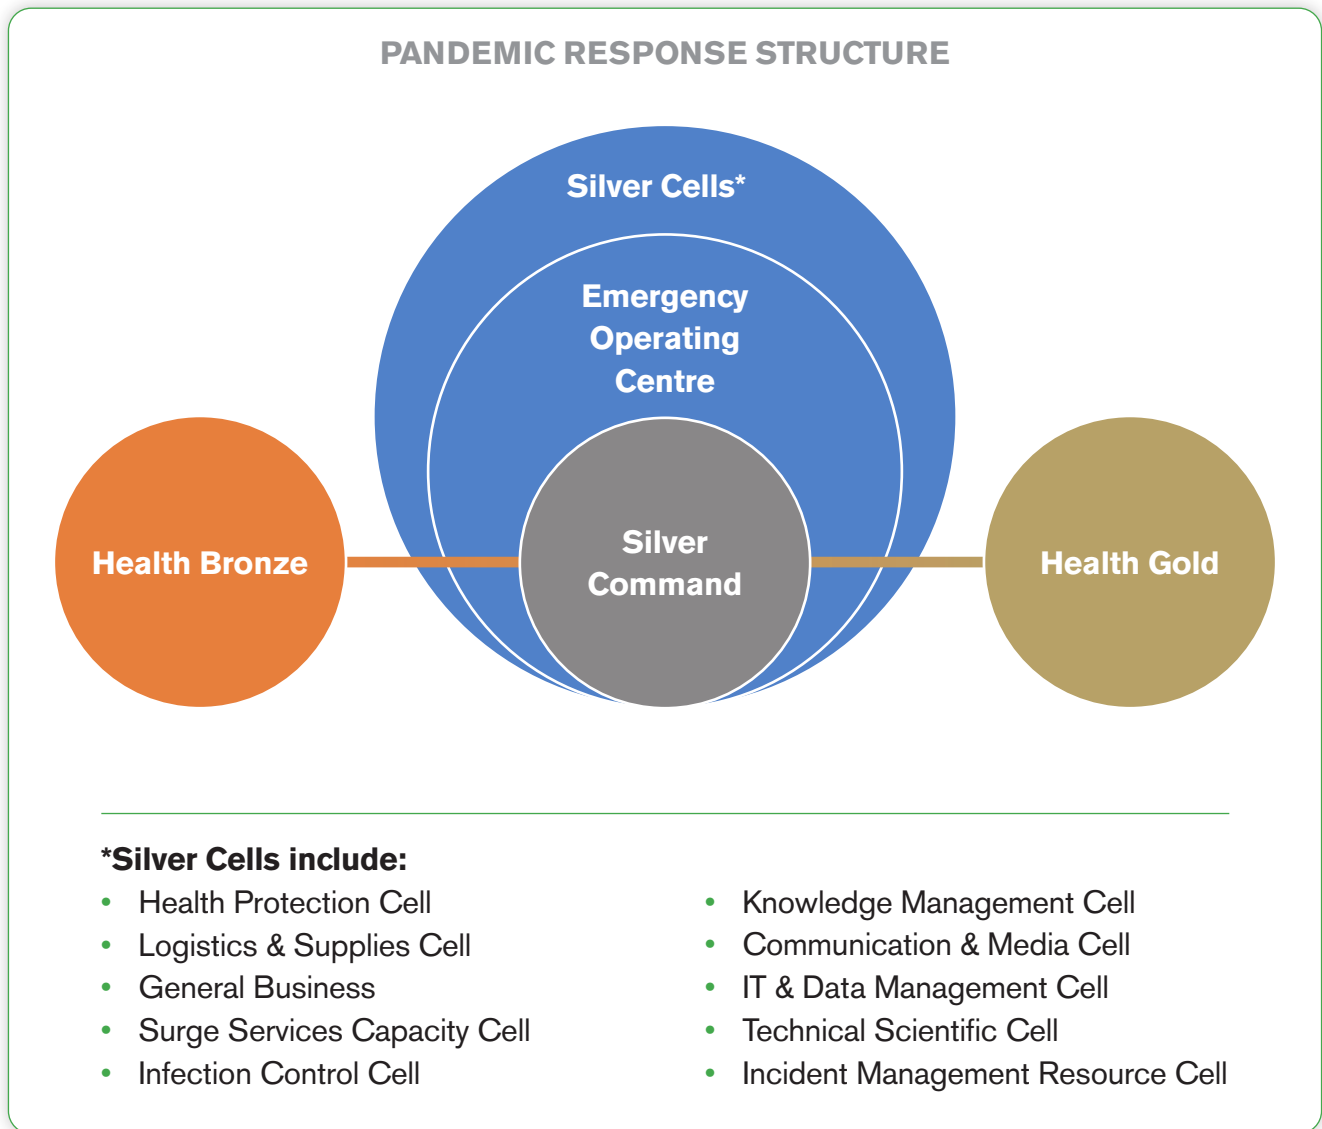 PANDEMIC RESPONSE STRUCTURE
Silver Cells*
Emergency
Operating
Centre
Health Bronze
Silver
Command
Health Gold
*Silver Cells include:
• Health Protection Cell
• Logistics & Supplies Cell
• General Business
• Surge Services Capacity Cell
• Infection Control Cell
• Knowledge Management Cell
• Communication & Media Cell
• IT & Data Management Cell
• Technical Scientific Cell
• Incident Management Resource Cell